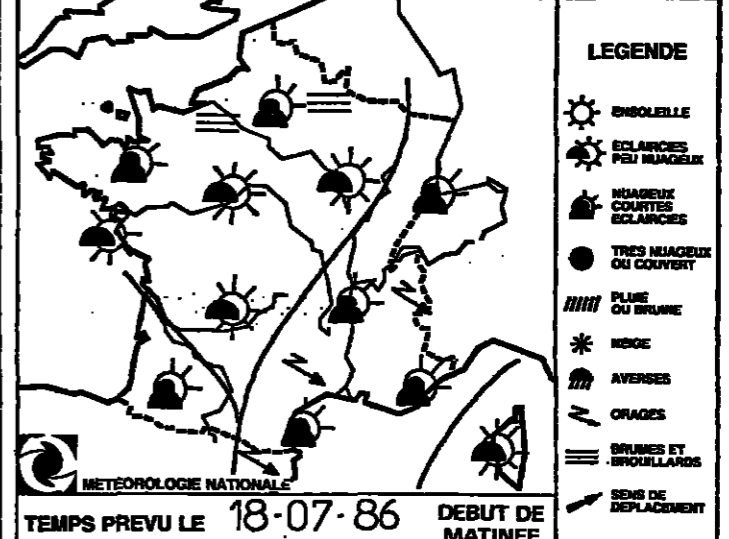 LEGENDE
ENSOLEILLE
ECLAIRCIES
PEU NUAGEUX
NUAGEUX
COURTES
ECLAIRCIES
TRES NUAGEUX
OU COUVERT
PLUIE
OU BRUINE
NEIGE
AVERSES
ORAGES
BRUMES ET
BROUILLARDS
SENS DE
DEPLACEMENT
METEOROLOGIE NATIONALE
TEMPS PREVU LE 18-07-86 DEBUT DE
MATINEE